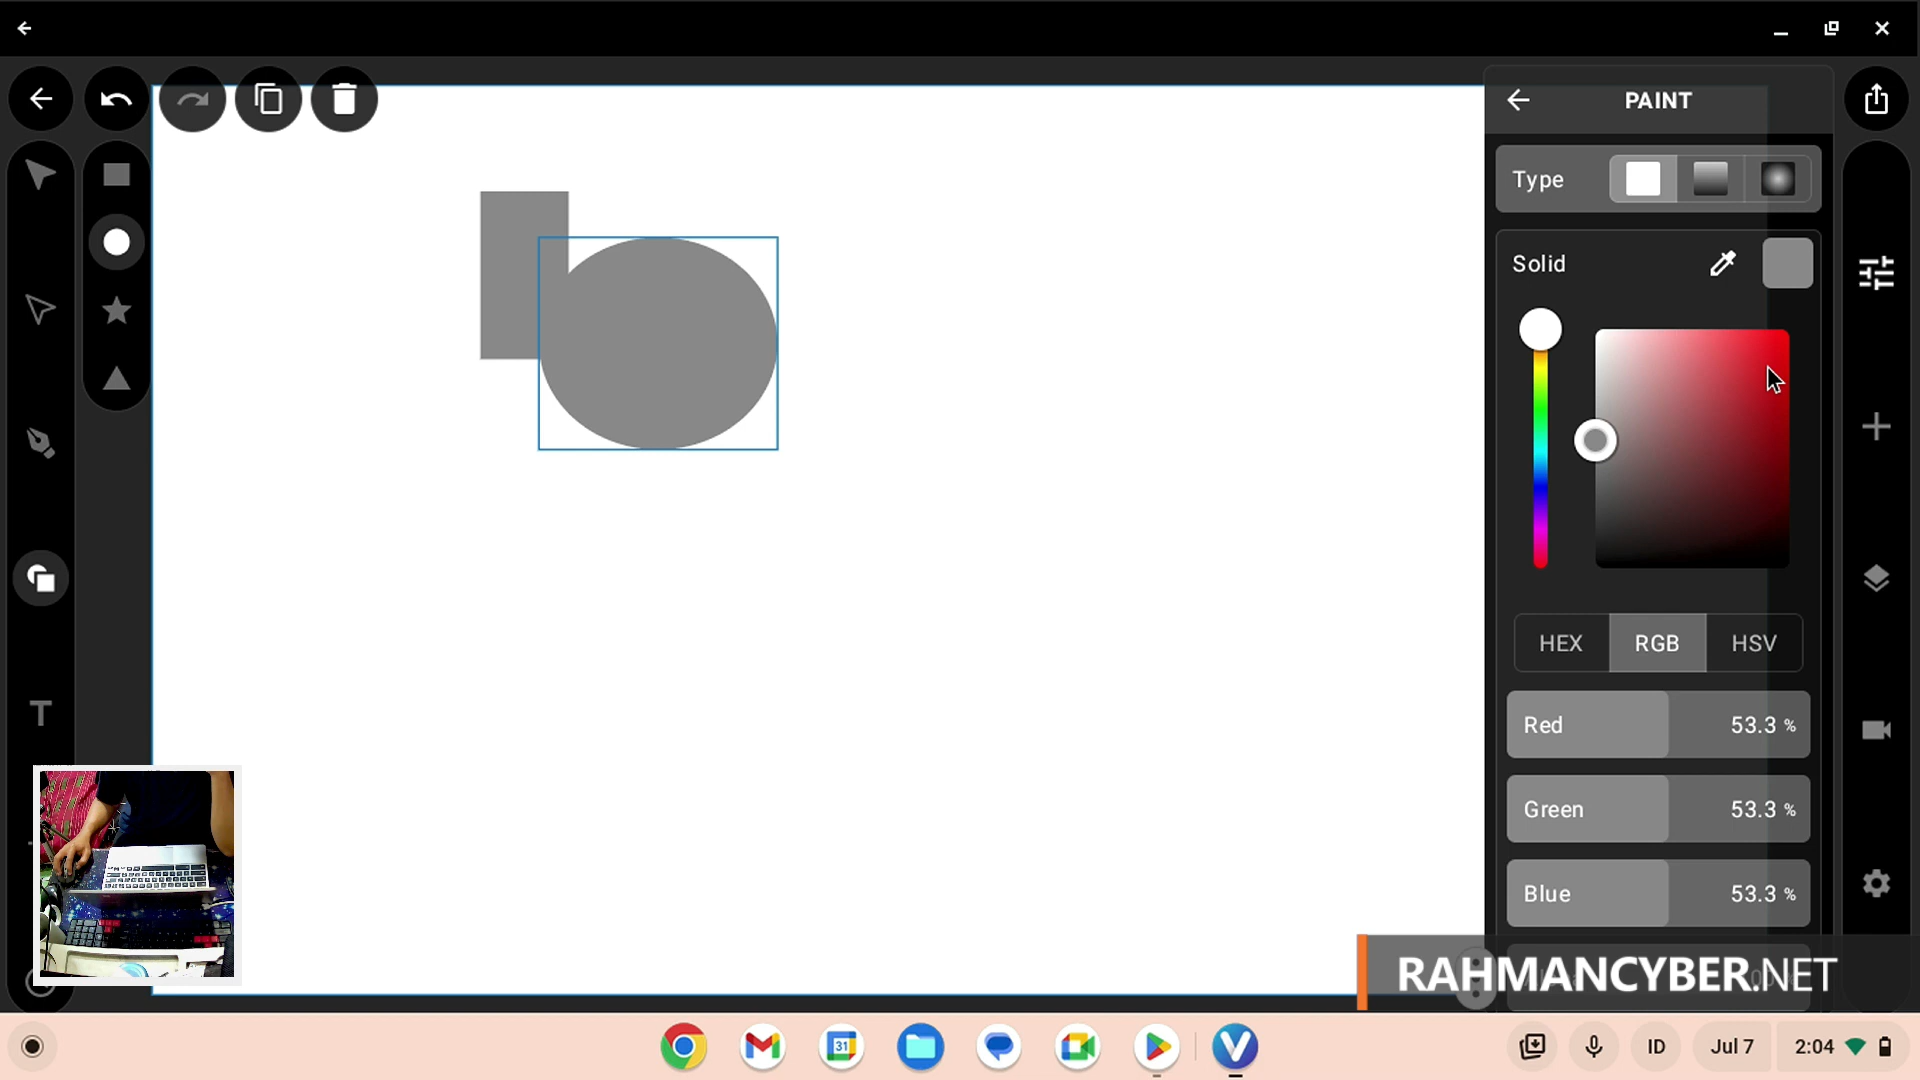 PAINT
Type
Solid
HEX RGB HSV
Red 53.3 %
Green 53.3 %
Blue 53.3 %
RAHMANCYBER.NET
T
31
V
ID
Jul 7
2:04